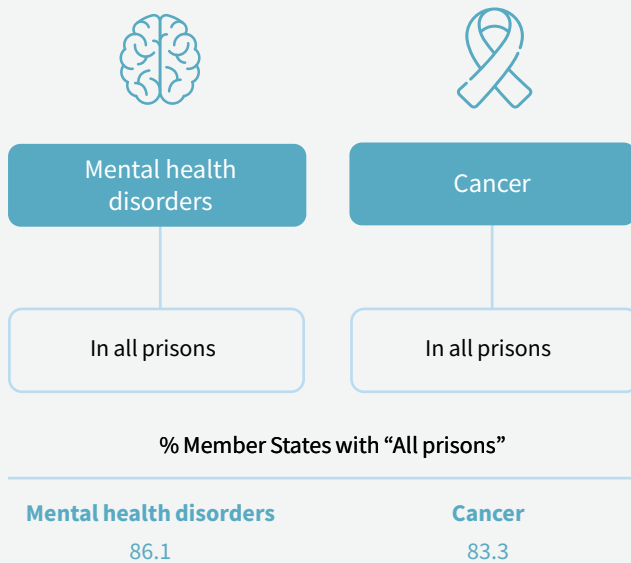 Mental health
disorders
Cancer
In all prisons
In all prisons
% Member States with “All prisons”
Mental health disorders
Cancer
86.1
83.3